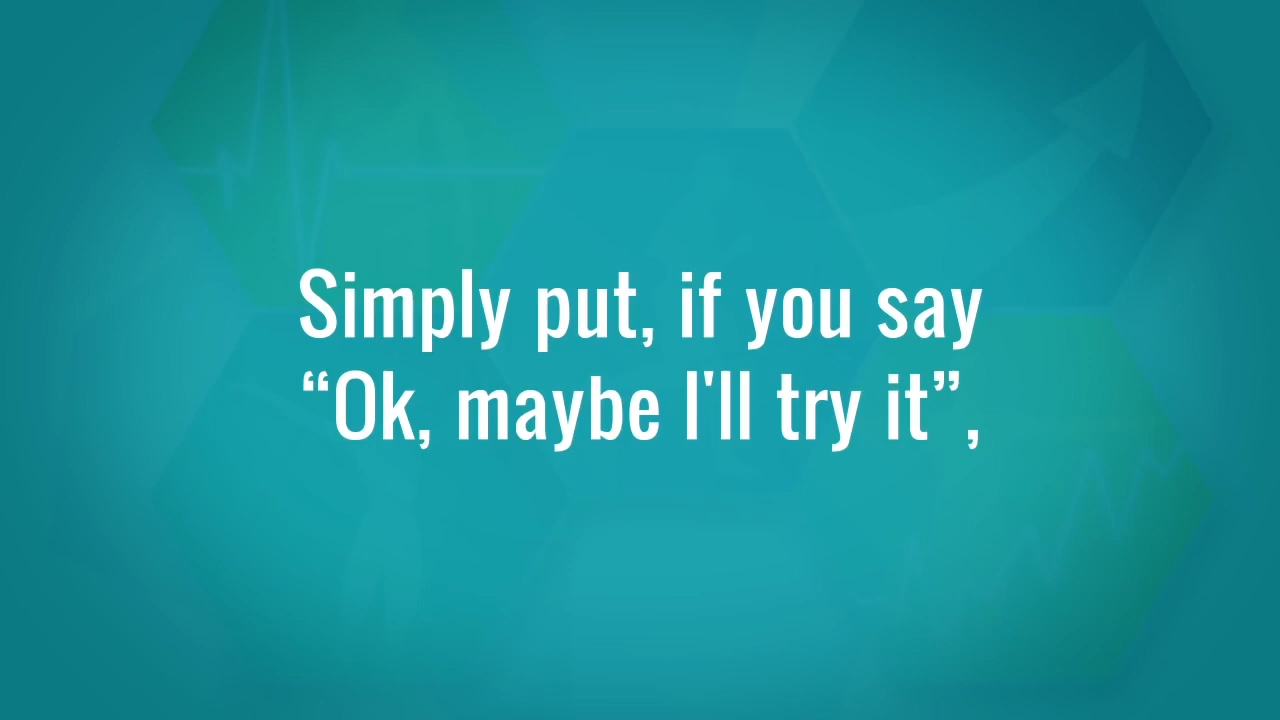 Simply put, if you say
“Ok, maybe I'll try it”,